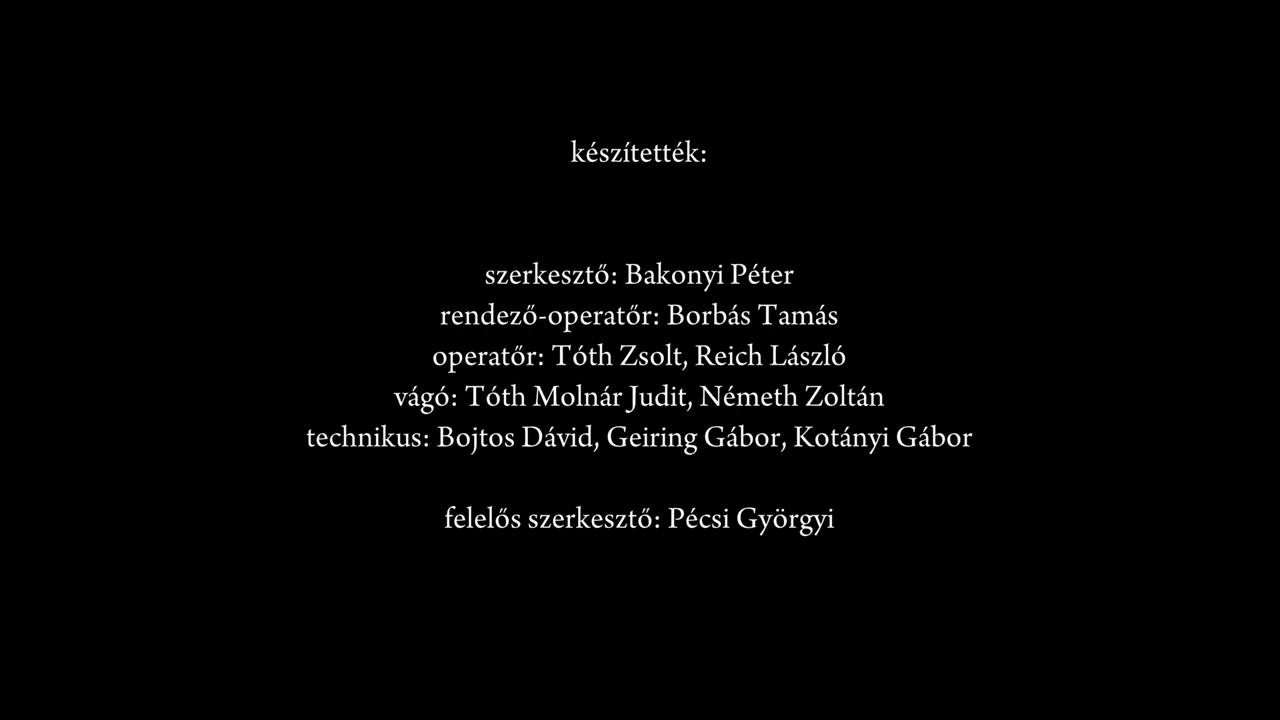 készítették:
szerkesztő: Bakonyi Péter
rendező-operatőr: Borbás Tamás
operatőr: Tóth Zsolt, Reich László
vágó: Tóth Molnár Judit, Németh Zoltán
technikus: Bojtos Dávid, Geiring Gábor, Kotányi Gábor
felelős szerkesztő: Pécsi Györgyi